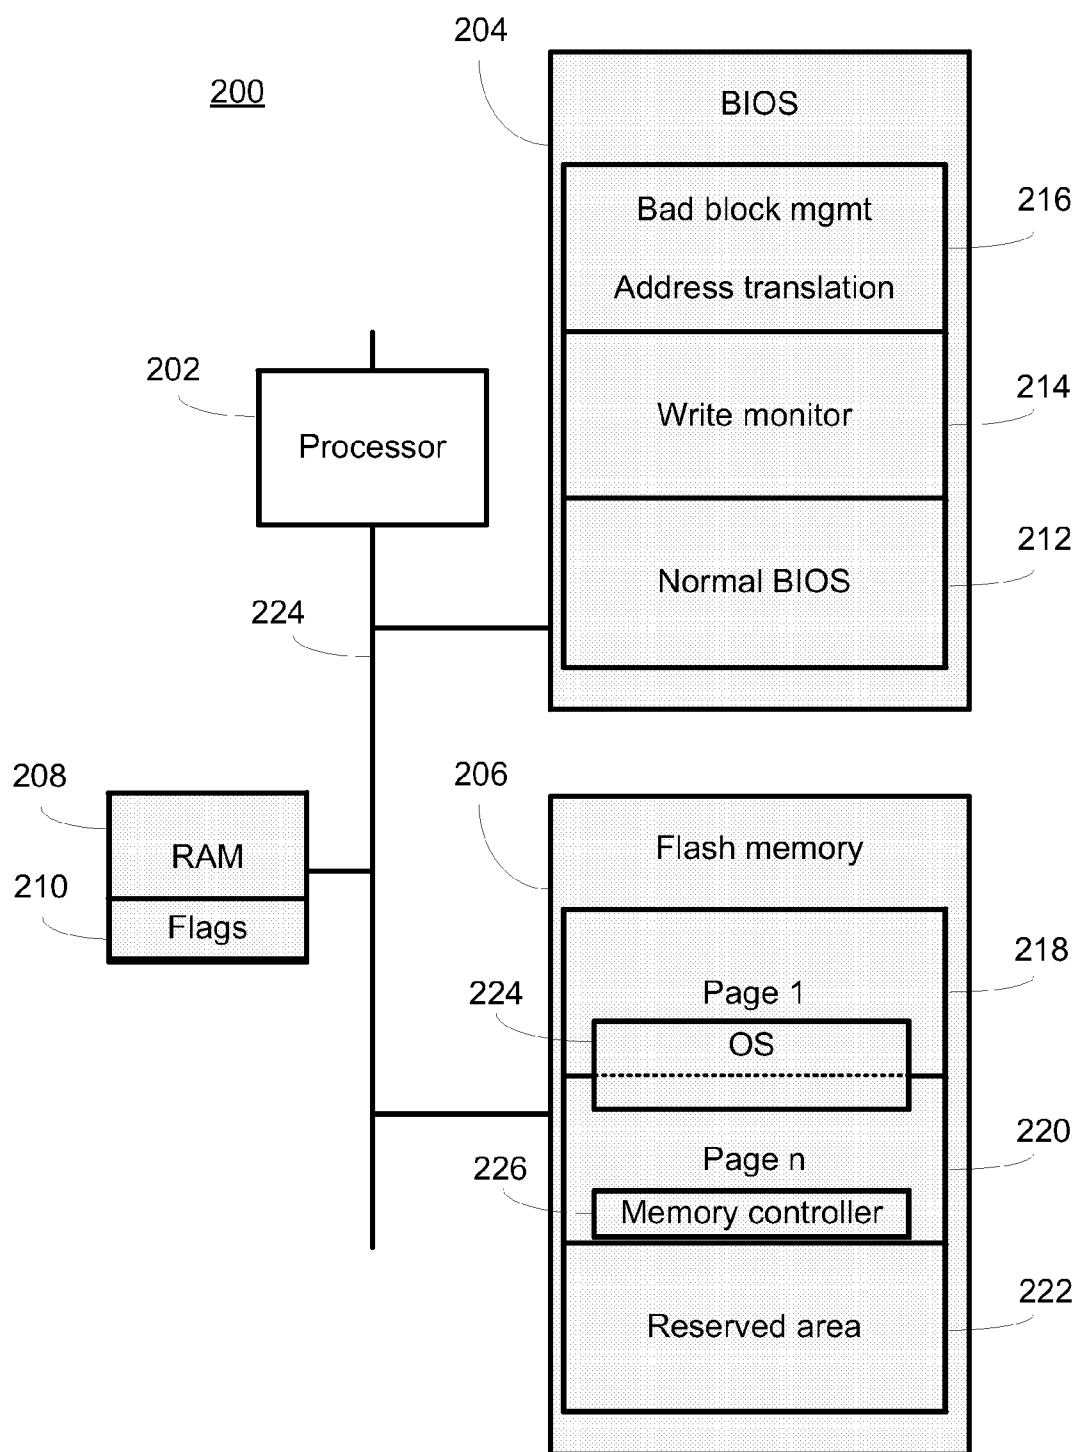 204
200
BIOS
Bad block mgmt
216
Address translation
202
Processor
Write monitor
214
Normal BIOS
212
224
208
RAM
210
Flags
206
Flash memory
218
Page 1
224
OS
220
Page n
226
Memory controller
222
Reserved area